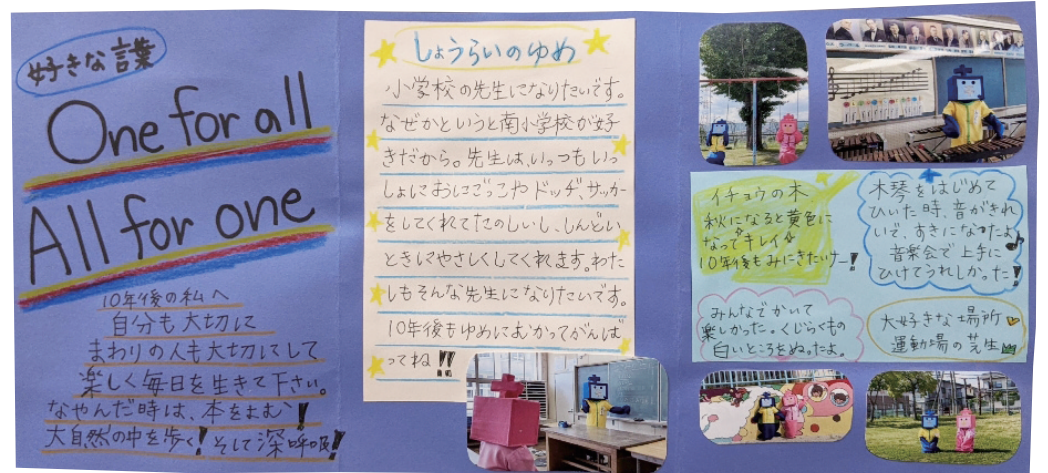 好きな言葉
One for all
All for one
10年後の私へ
自分も大切に
まわりの人も大切にして
楽しく毎日を生きて下さい。
なやんだ時は、本をよむ!
大自然の中を歩く!そして深呼吸!
しょうらいのゆめ
小学校の先生になりたいです。
なぜかというと南小学校が好
きだから。先生は、いっつもいっ
しょにおにごっこやドッヂ、サッカー
をしてくれてたのしいし、しんどい
ときにやさしくしてくれます。わた
しもそんな先生になりたいです。
10年後もゆめにむかってがんば
ってね!!
イチョウの木
秋になると黄色に
なってキレイ☆
10年後もみにきたいナー!
木琴をはじめて
ひいた時、音がきれ
いで、すきになったよ♪
音楽会で上手に
ひけてうれしかった!
みんなでかいて
楽しかった。くじらぐもの
白いところをぬったよ。
大好きな場所
運動場の芝生